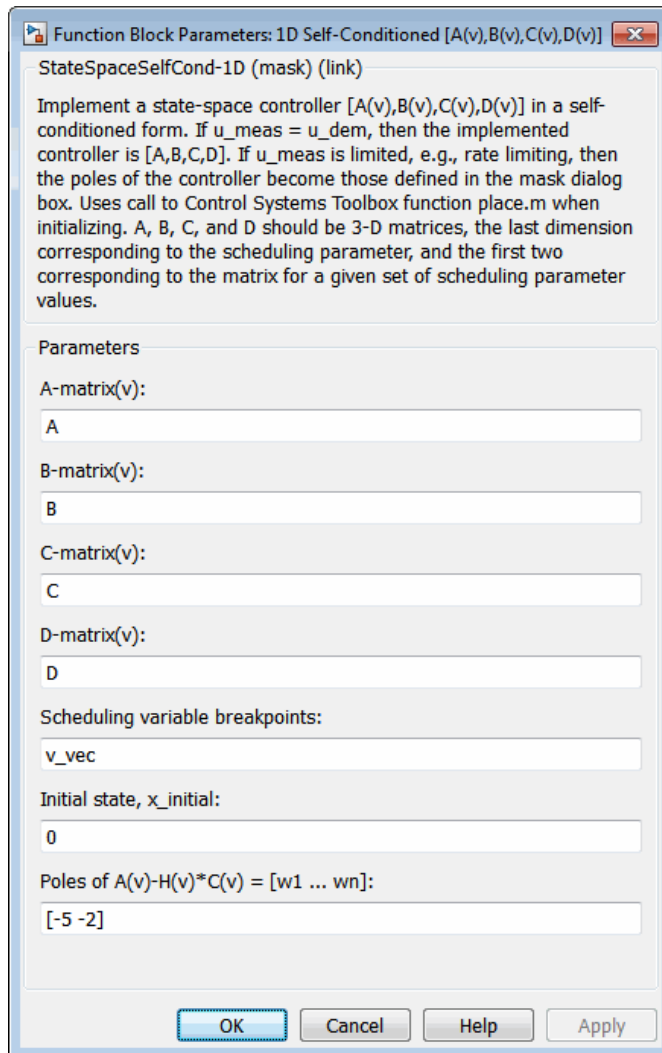 Function Block Parameters: 1D Self-Conditioned [A(v),B(v),C(v),D(v)]
StateSpaceSelfCond-1D (mask) (link)
Implement a state-space controller [A(v),B(v),C(v),D(v)] in a self-
conditioned form. If u_meas = u_dem, then the implemented
controller is [A,B,C,D]. If u_meas is limited, e.g., rate limiting, then
the poles of the controller become those defined in the mask dialog
box. Uses call to Control Systems Toolbox function place.m when
initializing. A, B, C, and D should be 3-D matrices, the last dimension
corresponding to the scheduling parameter, and the first two
corresponding to the matrix for a given set of scheduling parameter
values.
Parameters
A-matrix(v):
A
B-matrix(v):
B
C-matrix(v):
C
D-matrix(v):
D
Scheduling variable breakpoints:
v_vec
Initial state, x_initial:
0
Poles of A(v)-H(v)*C(v) = [w1 ... wn]:
[-5 -2]
OK Cancel Help Apply